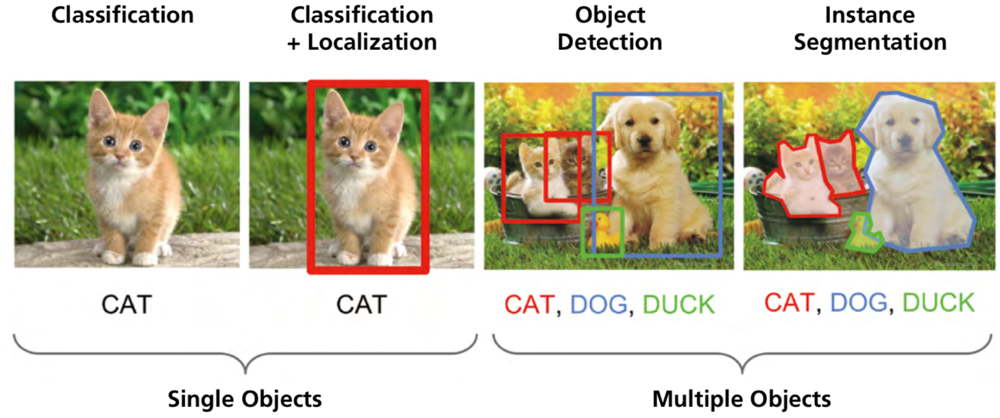 Classification
Classification
+ Localization
Object
Detection
Instance
Segmentation
CAT
CAT
CAT, DOG, DUCK
CAT, DOG, DUCK
Single Objects
Multiple Objects